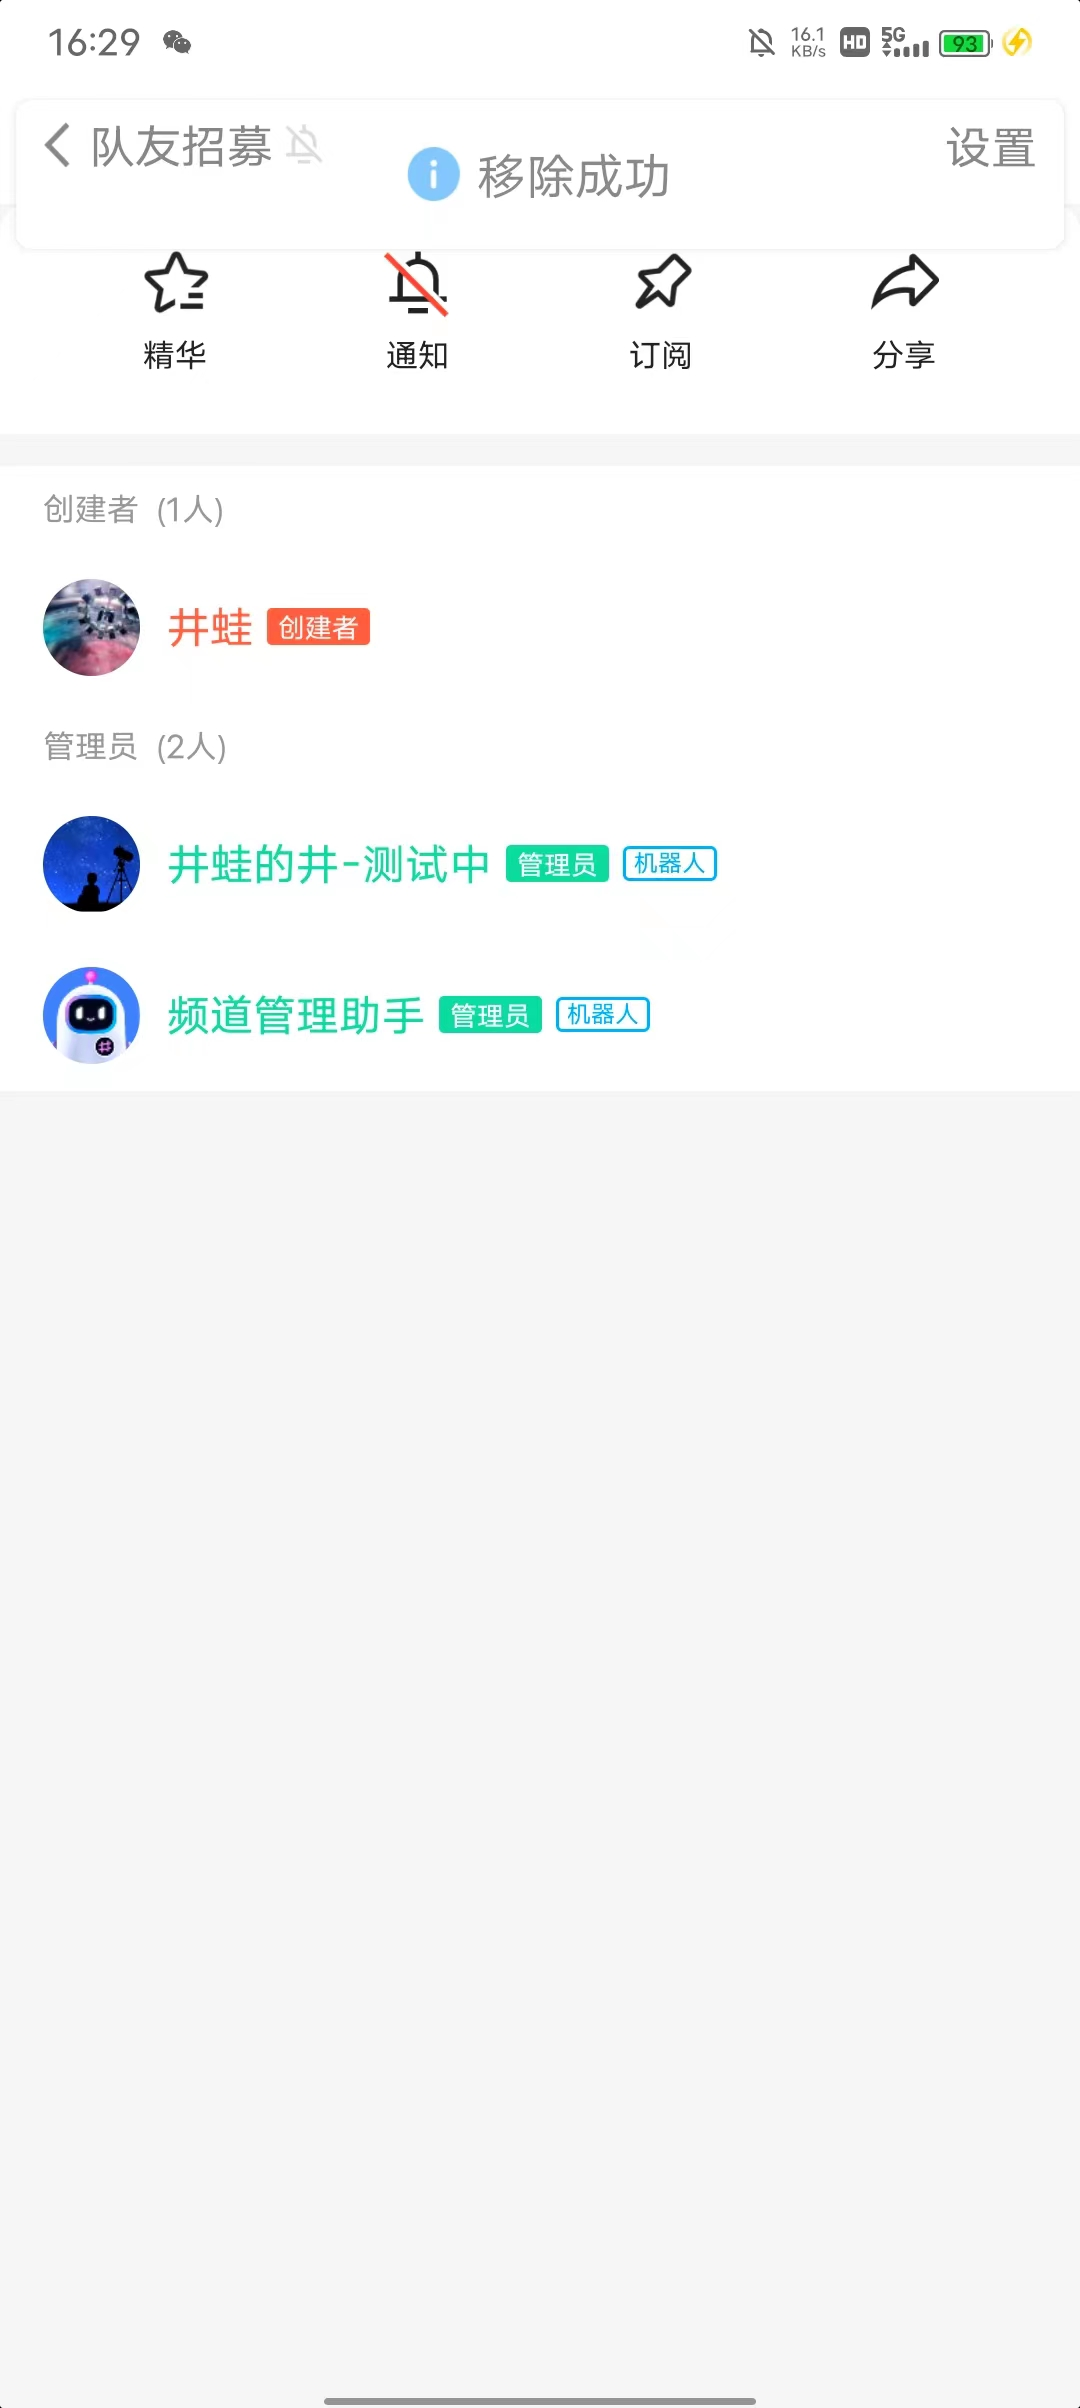 16:29 16.1 KB/s HD 5G 93
队友招募 设置
移除成功
精华 通知 订阅 分享
创建者 (1人)
井蛙 创建者
管理员 (2人)
井蛙的井-测试中 管理员 机器人
频道管理助手 管理员 机器人